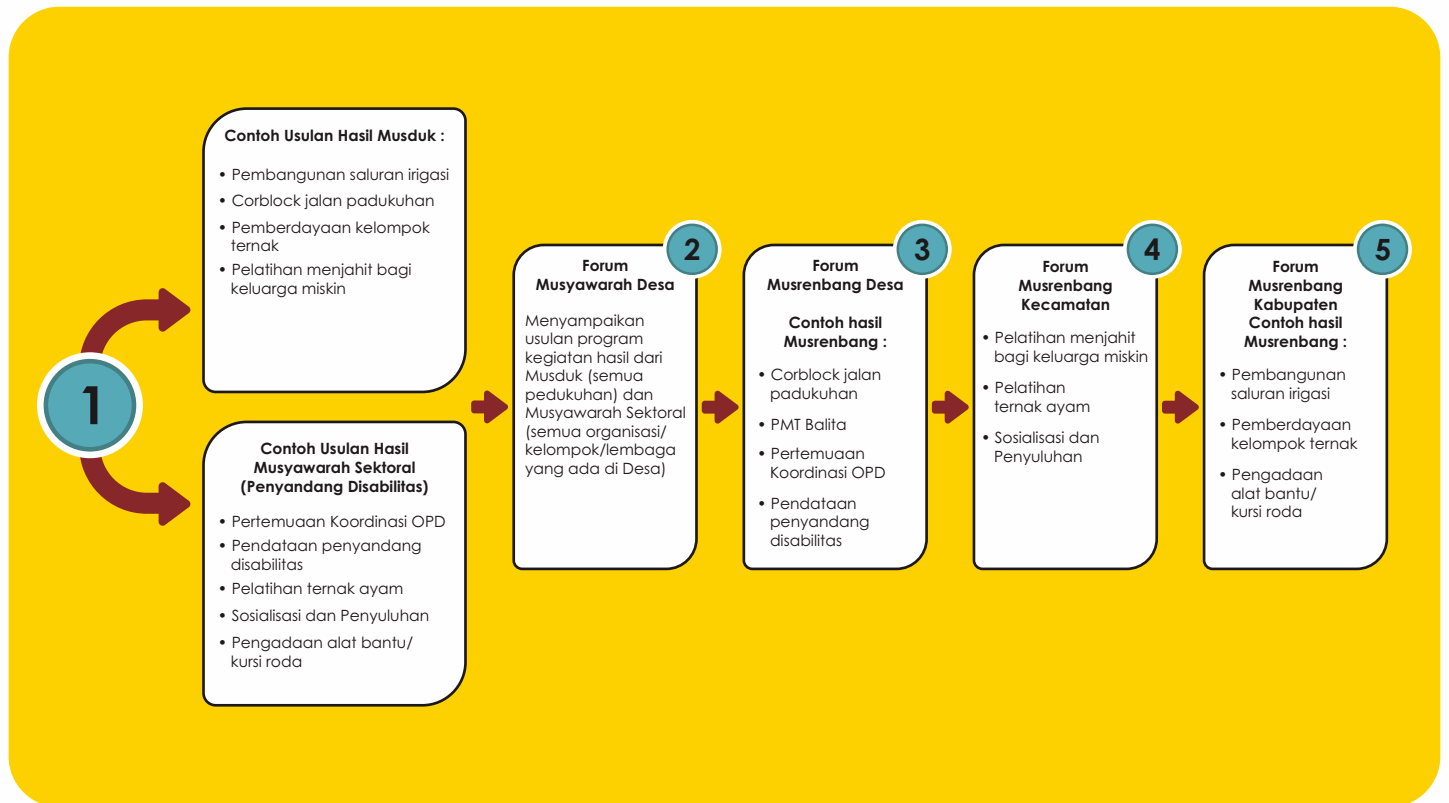 1
Contoh Usulan Hasil Musduk :
• Pembangunan saluran irigasi
• Corblock jalan padukuhan
• Pemberdayaan kelompok
ternak
• Pelatihan menjahit bagi
keluarga miskin
Contoh Usulan Hasil
Musyawarah Sektoral
(Penyandang Disabilitas)
• Pertemuaan Koordinasi OPD
• Pendataan penyandang
disabilitas
• Pelatihan ternak ayam
• Sosialisasi dan Penyuluhan
• Pengadaan alat bantu/
kursi roda
2
Forum
Musyawarah Desa
Menyampaikan
usulan program
kegiatan hasil dari
Musduk (semua
pedukuhan) dan
Musyawarah Sektoral
(semua organisasi/
kelompok/lembaga
yang ada di Desa)
3
Forum
Musrenbang Desa
Contoh hasil
Musrenbang :
• Corblock jalan
padukuhan
• PMT Balita
• Pertemuaan
Koordinasi OPD
• Pendataan
penyandang
disabilitas
4
Forum
Musrenbang
Kecamatan
• Pelatihan menjahit
bagi keluarga miskin
• Pelatihan
ternak ayam
• Sosialisasi dan
Penyuluhan
5
Forum
Musrenbang
Kabupaten
Contoh hasil
Musrenbang :
• Pembangunan
saluran irigasi
• Pemberdayaan
kelompok ternak
• Pengadaan
alat bantu/
kursi roda